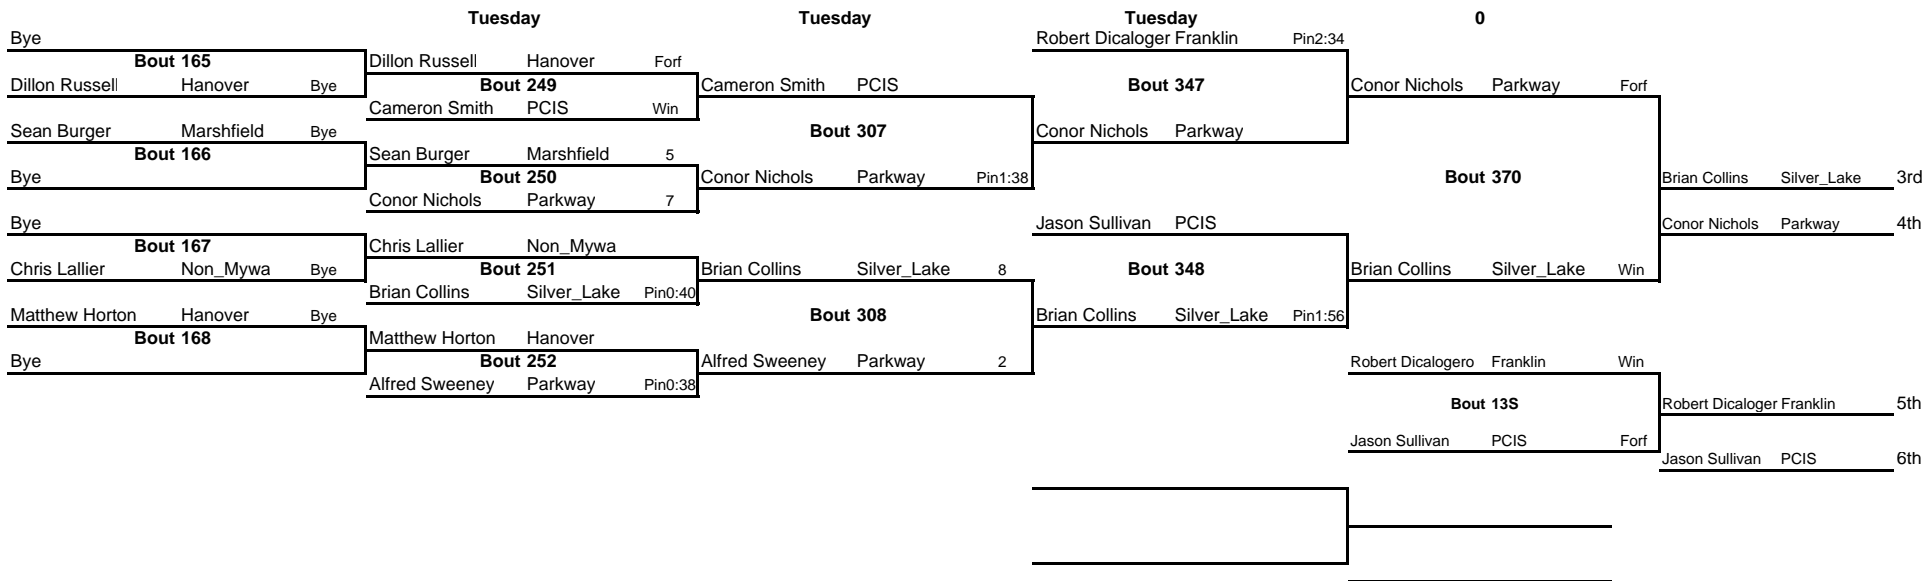 Tuesday Tuesday Tuesday 0
Bye Robert Dicaloger Franklin Pin2:34
Bout 165 Dillon Russell Hanover Forf
Dillon Russell Hanover Bye Bout 249 Cameron Smith PCIS Bout 347 Conor Nichols Parkway Forf
Cameron Smith PCIS Win
Sean Burger Marshfield Bye Bout 307 Conor Nichols Parkway
Bout 166 Sean Burger Marshfield 5
Bye Bout 250 Conor Nichols Parkway Pin1:38 Bout 370 Brian Collins Silver_Lake 3rd
Conor Nichols Parkway 7
Bye Jason Sullivan PCIS Conor Nichols Parkway 4th
Bout 167 Chris Lallier Non_Mywa
Chris Lallier Non_Mywa Bye Bout 251 Brian Collins Silver_Lake 8 Bout 348 Brian Collins Silver_Lake Win
Brian Collins Silver_Lake Pin0:40
Matthew Horton Hanover Bye Bout 308 Brian Collins Silver_Lake Pin1:56
Bout 168 Matthew Horton Hanover
Bye Bout 252 Alfred Sweeney Parkway 2 Robert Dicalogero Franklin Win
Alfred Sweeney Parkway Pin0:38
Bout 13S Robert Dicaloger Franklin 5th
Jason Sullivan PCIS Forf
Jason Sullivan PCIS 6th